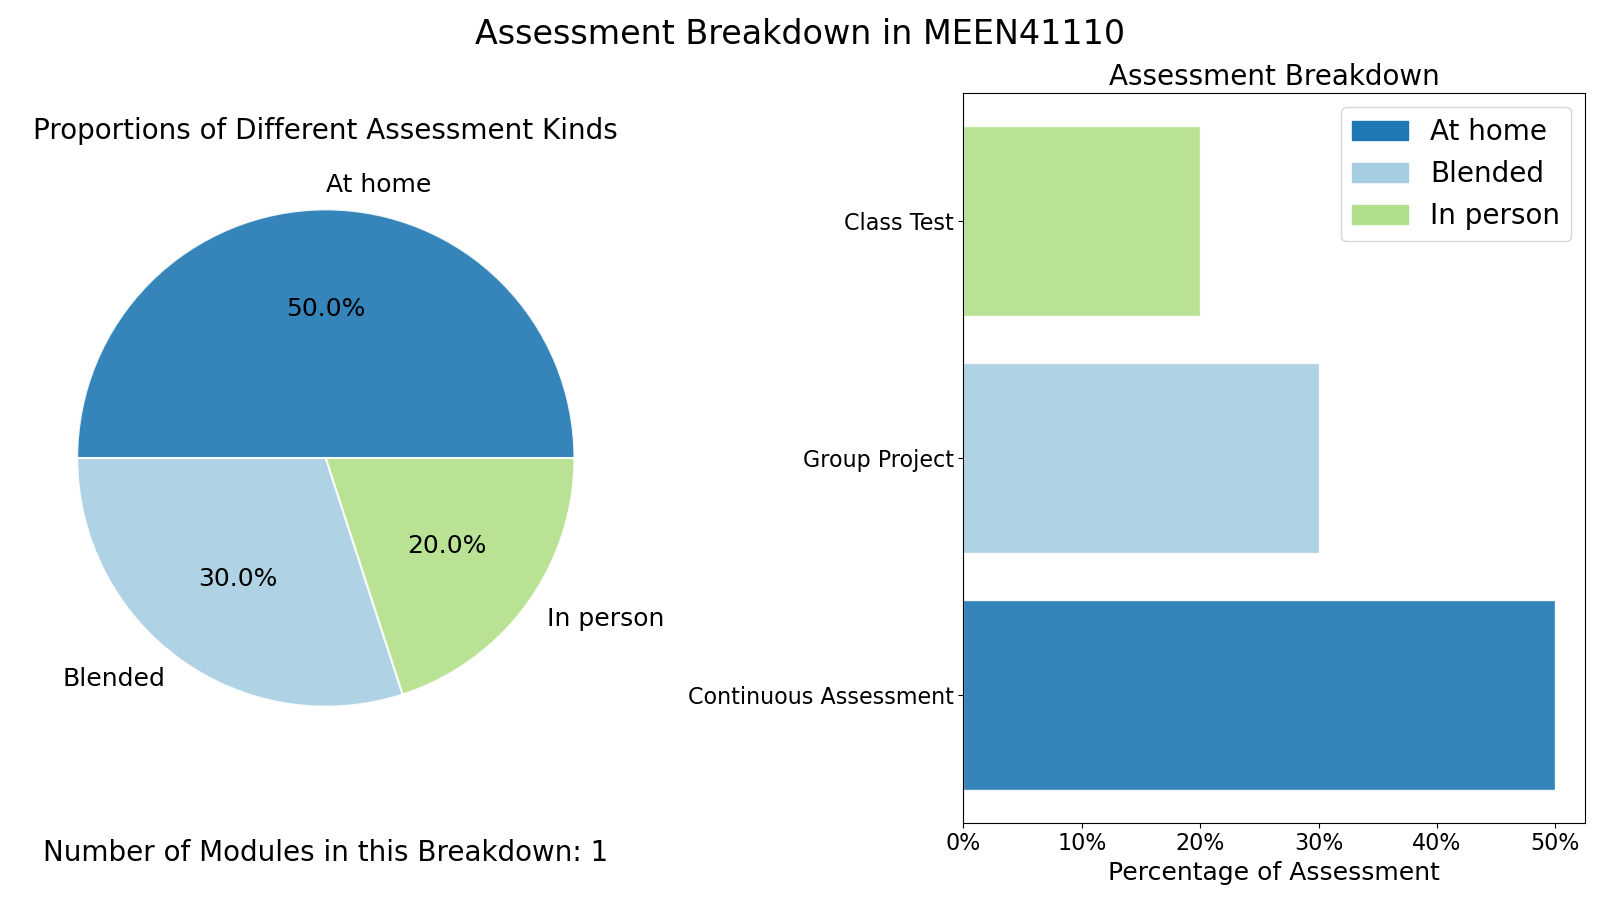 Assessment Breakdown in MEEN41110
Proportions of Different Assessment Kinds
At home
50.0%
30.0%
20.0%
Blended
In person
Number of Modules in this Breakdown: 1
Assessment Breakdown
At home
Blended
In person
Class Test
Group Project
Continuous Assessment
0% 10% 20% 30% 40% 50%
Percentage of Assessment